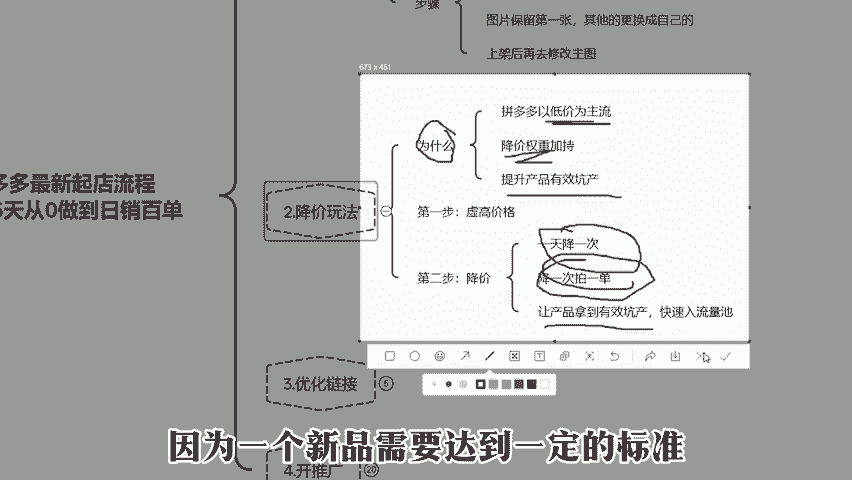 步骤
图片保留第一张，其他的更换成自己的
上架后再去修改主图
673 x 461
多多最新起店流程
5天从0做到日销百单
2.降价玩法
为什么
拼多多以低价为主流
降价权重加持
提升产品有效坑产
第一步：虚高价格
第二步：降价
一天降一次
降一次拍一单
让产品拿到有效坑产，快速入流量池
3.优化链接
6
4.开推广
20
因为一个新品需要达到一定的标准